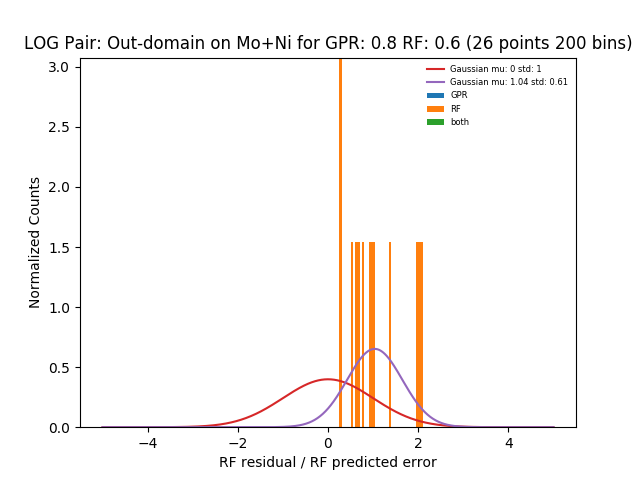 LOG Pair: Out-domain on Mo+Ni for GPR: 0.8 RF: 0.6 (26 points 200 bins)
Gaussian mu: 0 std: 1
Gaussian mu: 1.04 std: 0.61
GPR
RF
both
Normalized Counts
3.0
2.5
2.0
1.5
1.0
0.5
0.0
−4
−2
0
2
4
RF residual / RF predicted error